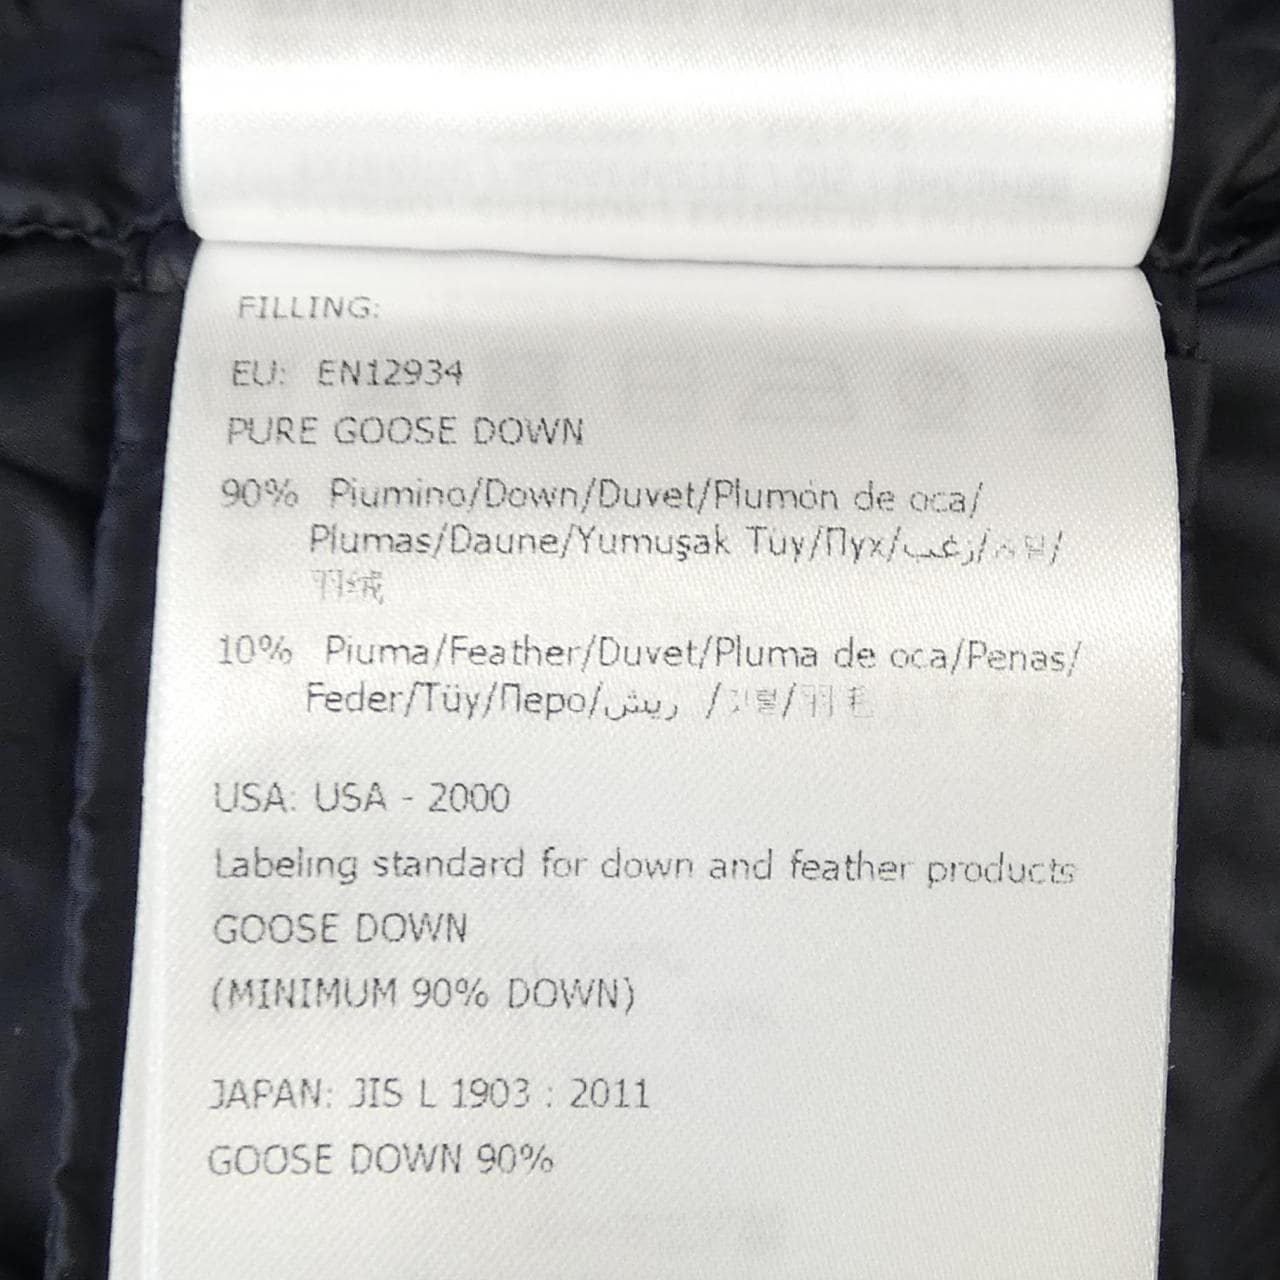 FILLING:
EU: EN12934
PURE GOOSE DOWN
90% Piumino/Down/Duvet/Plumón de oca/
Plumas/Daune/Yumuşak Tüy/Пух/زغب/
羽绒
10% Piuma/Feather/Duvet/Pluma de oca/Penas/
Feder/Tüy/Перо/ريش /깃털/羽毛
USA: USA - 2000
Labeling standard for down and feather products
GOOSE DOWN
(MINIMUM 90% DOWN)
JAPAN: JIS L 1903 : 2011
GOOSE DOWN 90%